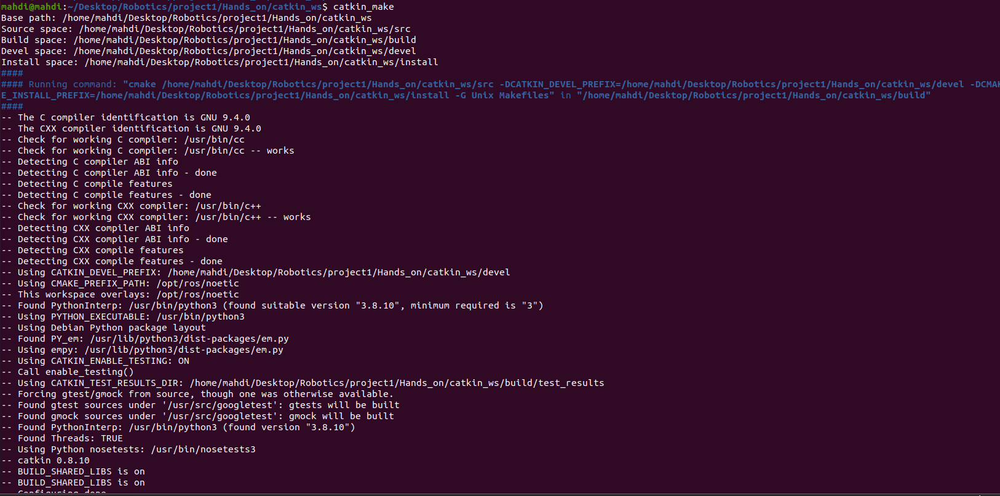 mahdi@mahdi:~/Desktop/Robotics/project1/Hands_on/catkin_ws$ catkin_make
Base path: /home/mahdi/Desktop/Robotics/project1/Hands_on/catkin_ws
Source space: /home/mahdi/Desktop/Robotics/project1/Hands_on/catkin_ws/src
Build space: /home/mahdi/Desktop/Robotics/project1/Hands_on/catkin_ws/build
Devel space: /home/mahdi/Desktop/Robotics/project1/Hands_on/catkin_ws/devel
Install space: /home/mahdi/Desktop/Robotics/project1/Hands_on/catkin_ws/install
####
#### Running command: "cmake /home/mahdi/Desktop/Robotics/project1/Hands_on/catkin_ws/src -DCATKIN_DEVEL_PREFIX=/home/mahdi/Desktop/Robotics/project1/Hands_on/catkin_ws/devel -DCMAK
E_INSTALL_PREFIX=/home/mahdi/Desktop/Robotics/project1/Hands_on/catkin_ws/install -G Unix Makefiles" in "/home/mahdi/Desktop/Robotics/project1/Hands_on/catkin_ws/build"
####
-- The C compiler identification is GNU 9.4.0
-- The CXX compiler identification is GNU 9.4.0
-- Check for working C compiler: /usr/bin/cc
-- Check for working C compiler: /usr/bin/cc -- works
-- Detecting C compiler ABI info
-- Detecting C compiler ABI info - done
-- Detecting C compile features
-- Detecting C compile features - done
-- Check for working CXX compiler: /usr/bin/c++
-- Check for working CXX compiler: /usr/bin/c++ -- works
-- Detecting CXX compiler ABI info
-- Detecting CXX compiler ABI info - done
-- Detecting CXX compile features
-- Detecting CXX compile features - done
-- Using CATKIN_DEVEL_PREFIX: /home/mahdi/Desktop/Robotics/project1/Hands_on/catkin_ws/devel
-- Using CMAKE_PREFIX_PATH: /opt/ros/noetic
-- This workspace overlays: /opt/ros/noetic
-- Found PythonInterp: /usr/bin/python3 (found suitable version "3.8.10", minimum required is "3")
-- Using PYTHON_EXECUTABLE: /usr/bin/python3
-- Using Debian Python package layout
-- Found PY_em: /usr/lib/python3/dist-packages/em.py
-- Using empy: /usr/lib/python3/dist-packages/em.py
-- Using CATKIN_ENABLE_TESTING: ON
-- Call enable_testing()
-- Using CATKIN_TEST_RESULTS_DIR: /home/mahdi/Desktop/Robotics/project1/Hands_on/catkin_ws/build/test_results
-- Forcing gtest/gmock from source, though one was otherwise available.
-- Found gtest sources under '/usr/src/googletest': gtests will be built
-- Found gmock sources under '/usr/src/googletest': gmock will be built
-- Found PythonInterp: /usr/bin/python3 (found version "3.8.10")
-- Found Threads: TRUE
-- Using Python nosetests: /usr/bin/nosetests3
-- catkin 0.8.10
-- BUILD_SHARED_LIBS is on
-- BUILD_SHARED_LIBS is on
-- Configuring done